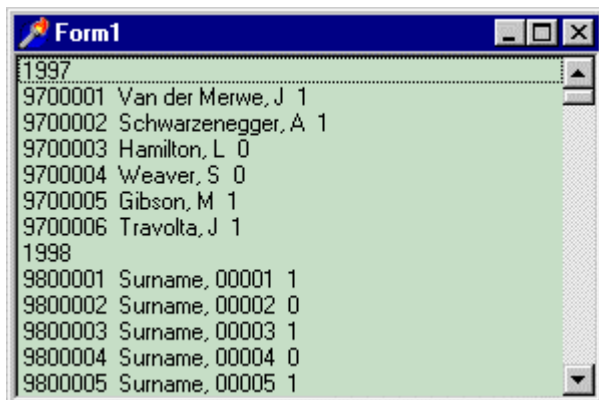 Form1
1997
9700001 Van der Merwe, J 1
9700002 Schwarzenegger, A 1
9700003 Hamilton, L 0
9700004 Weaver, S 0
9700005 Gibson, M 1
9700006 Travolta, J 1
1998
9800001 Surname, 00001 1
9800002 Surname, 00002 0
9800003 Surname, 00003 1
9800004 Surname, 00004 0
9800005 Surname, 00005 1